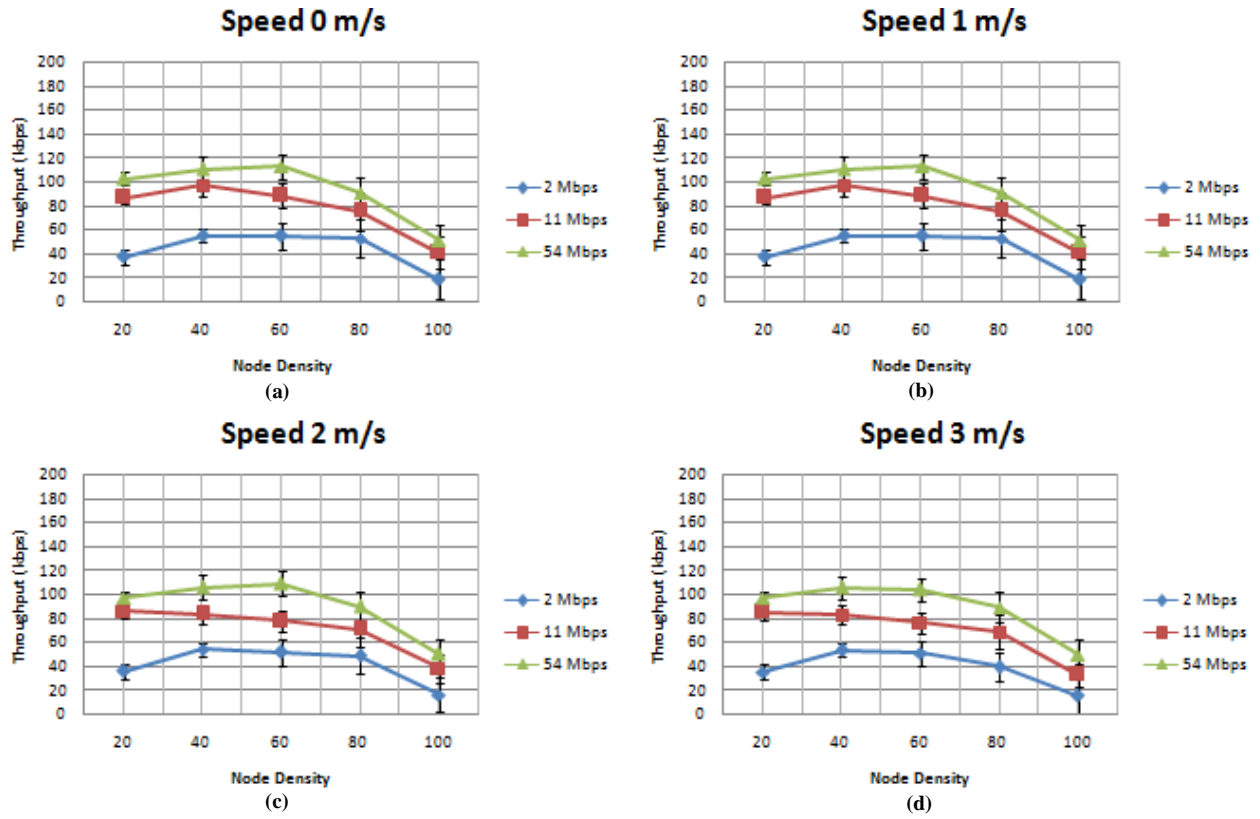 Speed 0 m/s
Throughput (kbps)
200
180
160
140
120
100
80
60
40
20
0
20 40 60 80 100
Node Density
2 Mbps
11 Mbps
54 Mbps
(a)
Speed 1 m/s
Throughput (kbps)
200
180
160
140
120
100
80
60
40
20
0
20 40 60 80 100
Node Density
2 Mbps
11 Mbps
54 Mbps
(b)
Speed 2 m/s
Throughput (kbps)
200
180
160
140
120
100
80
60
40
20
0
20 40 60 80 100
Node Density
2 Mbps
11 Mbps
54 Mbps
(c)
Speed 3 m/s
Throughput (kbps)
200
180
160
140
120
100
80
60
40
20
0
20 40 60 80 100
Node Density
2 Mbps
11 Mbps
54 Mbps
(d)